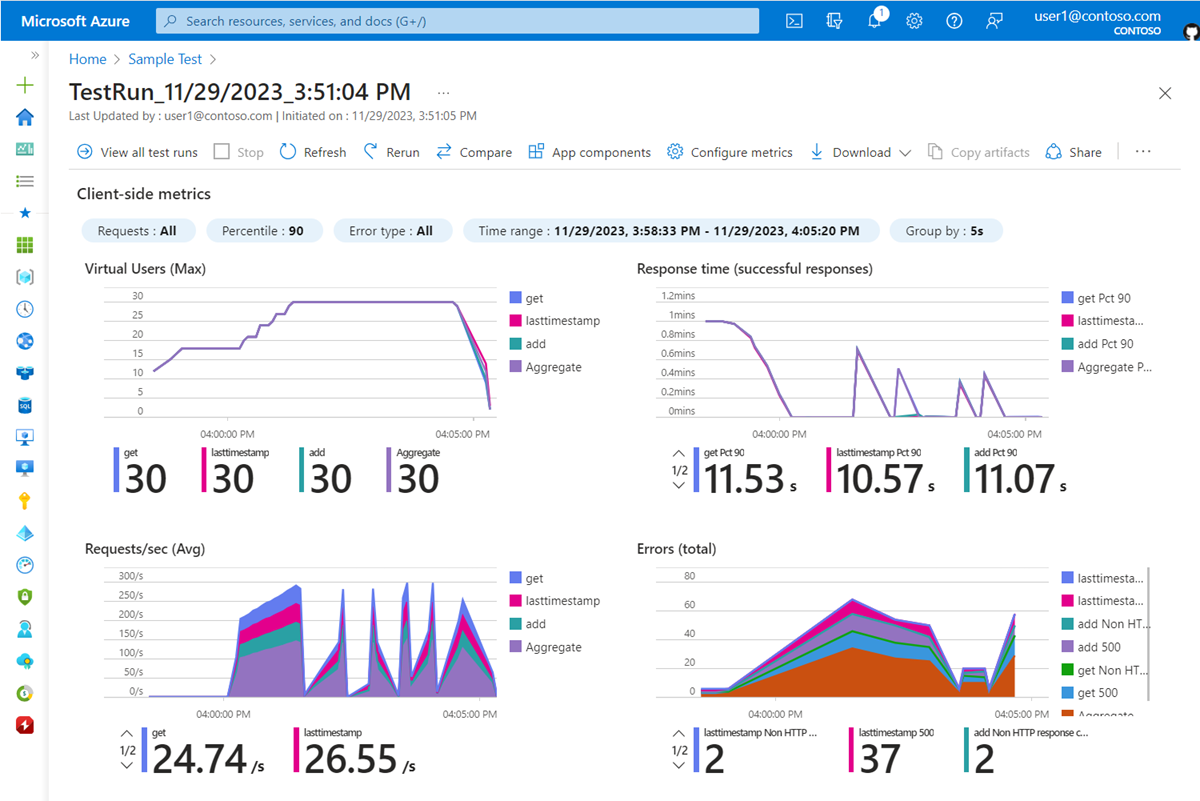 Microsoft Azure
Search resources, services, and docs (G+/)
1
user1@contoso.com
CONTOSO
Home > Sample Test >
TestRun_11/29/2023_3:51:04 PM ...
Last Updated by : user1@contoso.com | Initiated on : 11/29/2023, 3:51:05 PM
View all test runs Stop Refresh Rerun Compare App components Configure metrics Download Copy artifacts Share ...
Client-side metrics
Requests : All Percentile : 90 Error type : All Time range : 11/29/2023, 3:58:33 PM - 11/29/2023, 4:05:20 PM Group by : 5s
Virtual Users (Max)
30
25
20
15
10
5
0
04:00:00 PM 04:05:00 PM
get
lasttimestamp
add
Aggregate
get lasttimestamp add Aggregate
30 30 30 30
Response time (successful responses)
1.2mins
1mins
0.8mins
0.6mins
0.4mins
0.2mins
0mins
04:00:00 PM 04:05:00 PM
get Pct 90
lasttimesta...
add Pct 90
Aggregate P...
1/2
get Pct 90 lasttimestamp Pct 90 add Pct 90
11.53 s 10.57 s 11.07 s
Requests/sec (Avg)
300/s
250/s
200/s
150/s
100/s
50/s
0/s
04:00:00 PM 04:05:00 PM
get
lasttimestamp
add
Aggregate
1/2
get lasttimestamp
24.74 /s 26.55 /s
Errors (total)
80
60
40
20
0
04:00:00 PM 04:05:00 PM
lasttimesta...
lasttimesta...
add Non HT...
add 500
get Non HT...
get 500
Aggregate
1/2
lasttimestamp Non HTTP ... lasttimestamp 500 add Non HTTP response c...
2 37 2
SQL